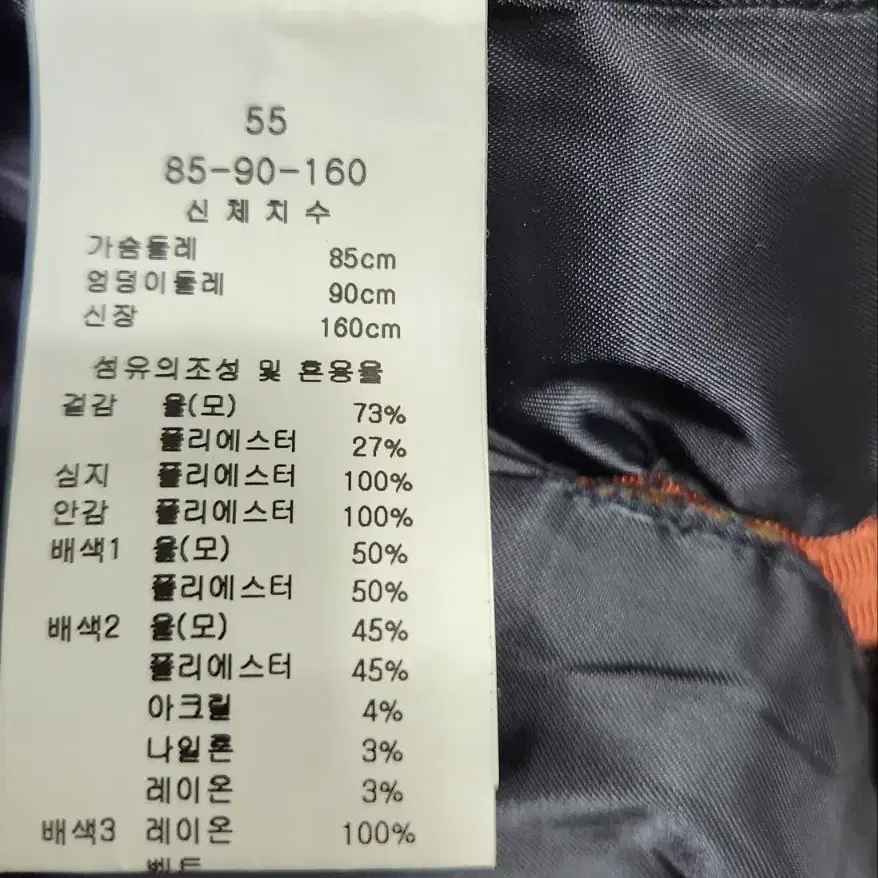 55
85-90-160
신체치수
가슴둘레 85cm
엉덩이둘레 90cm
신장 160cm
섬유의조성 및 혼용율
겉감 울(모) 73%
폴리에스터 27%
심지 폴리에스터 100%
안감 폴리에스터 100%
배색1 울(모) 50%
폴리에스터 50%
배색2 울(모) 45%
폴리에스터 45%
아크릴 4%
나일론 3%
레이온 3%
배색3 레이온 100%